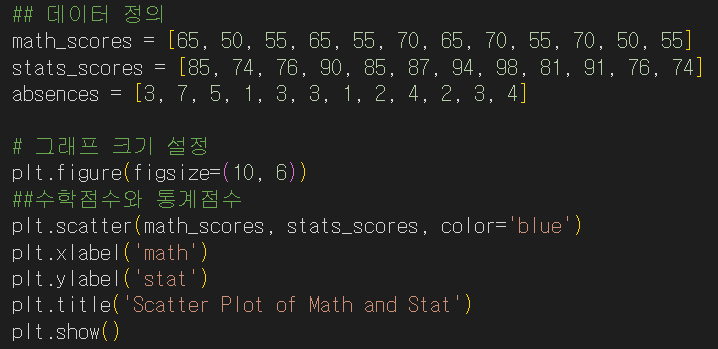 ## 데이터 정의
math_scores = [65, 50, 55, 65, 55, 70, 65, 70, 55, 70, 50, 55]
stats_scores = [85, 74, 76, 90, 85, 87, 94, 98, 81, 91, 76, 74]
absences = [3, 7, 5, 1, 3, 3, 1, 2, 4, 2, 3, 4]
# 그래프 크기 설정
plt.figure(figsize=(10, 6))
##수학점수와 통계점수
plt.scatter(math_scores, stats_scores, color='blue')
plt.xlabel('math')
plt.ylabel('stat')
plt.title('Scatter Plot of Math and Stat')
plt.show()